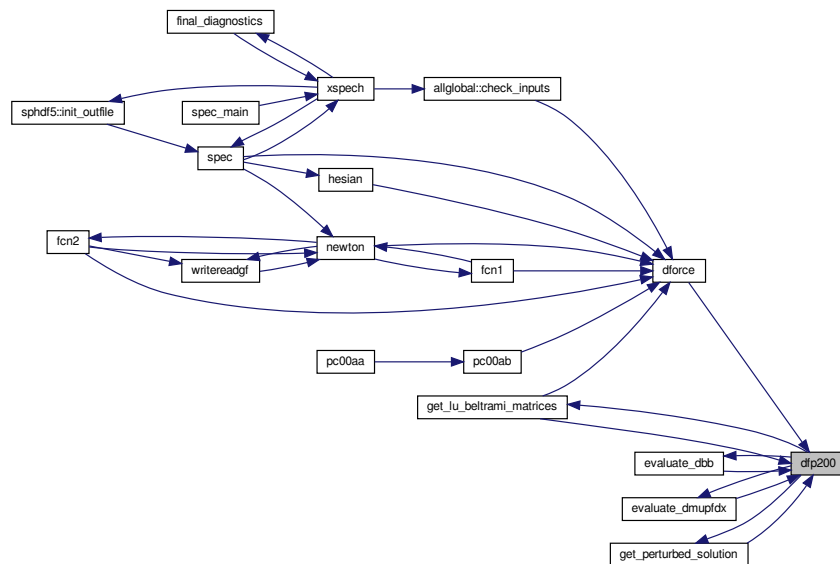 final_diagnostics
xspech
allglobal::check_inputs
sphdf5::init_outfile
spec_main
spec
hesian
fcn2
newton
writereadgf
fcn1
dforce
pc00aa
pc00ab
get_lu_beltrami_matrices
evaluate_dbb
dfp200
evaluate_dmupfdx
get_perturbed_solution